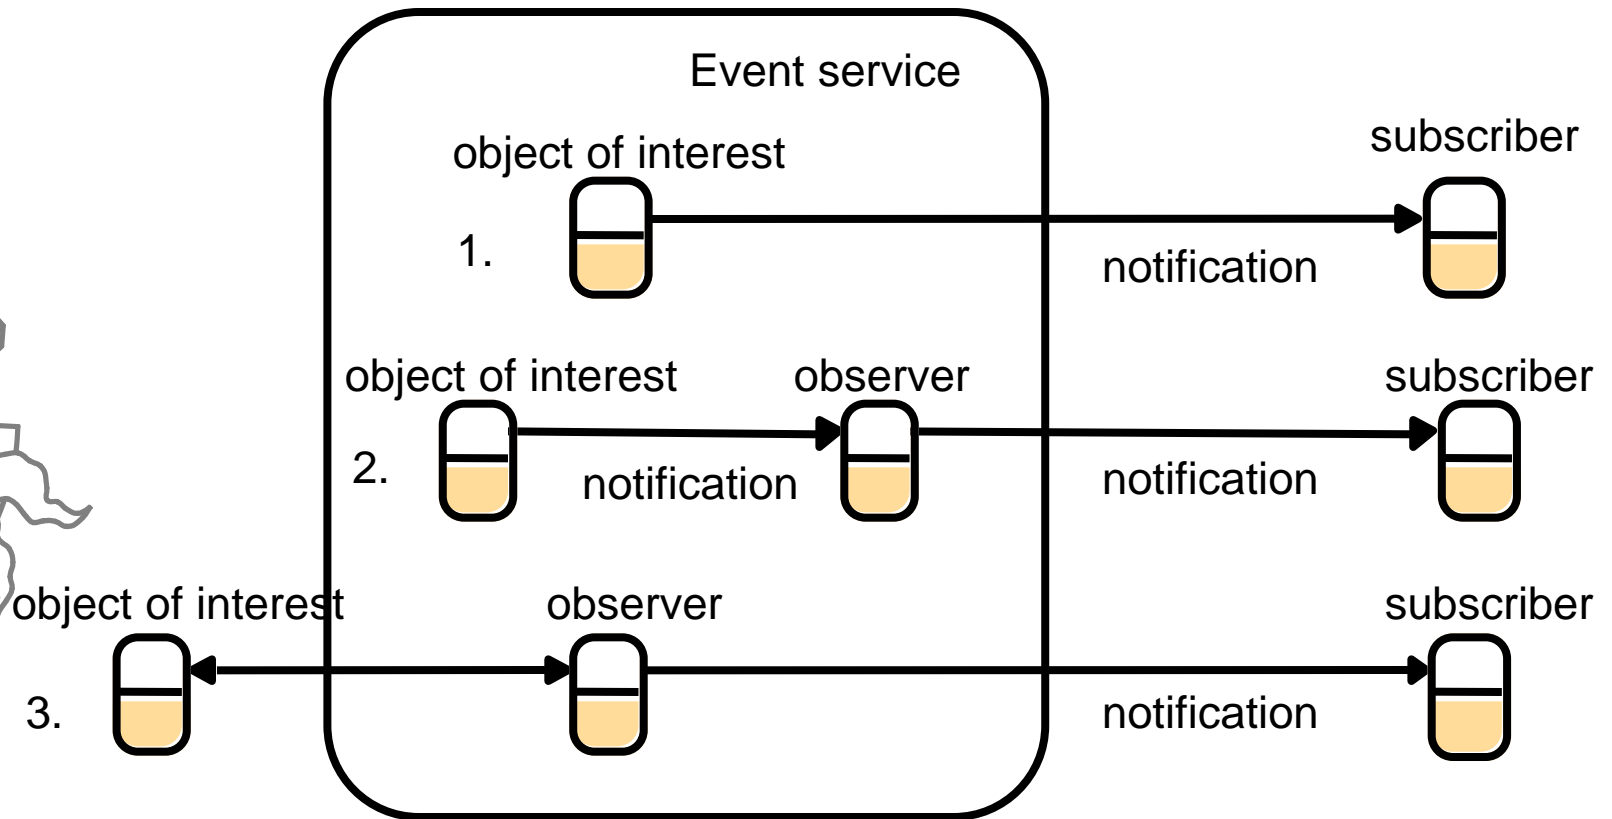 Event service
object of interest
subscriber
1.
notification
object of interest
observer
subscriber
2.
notification
notification
object of interest
observer
subscriber
3.
notification